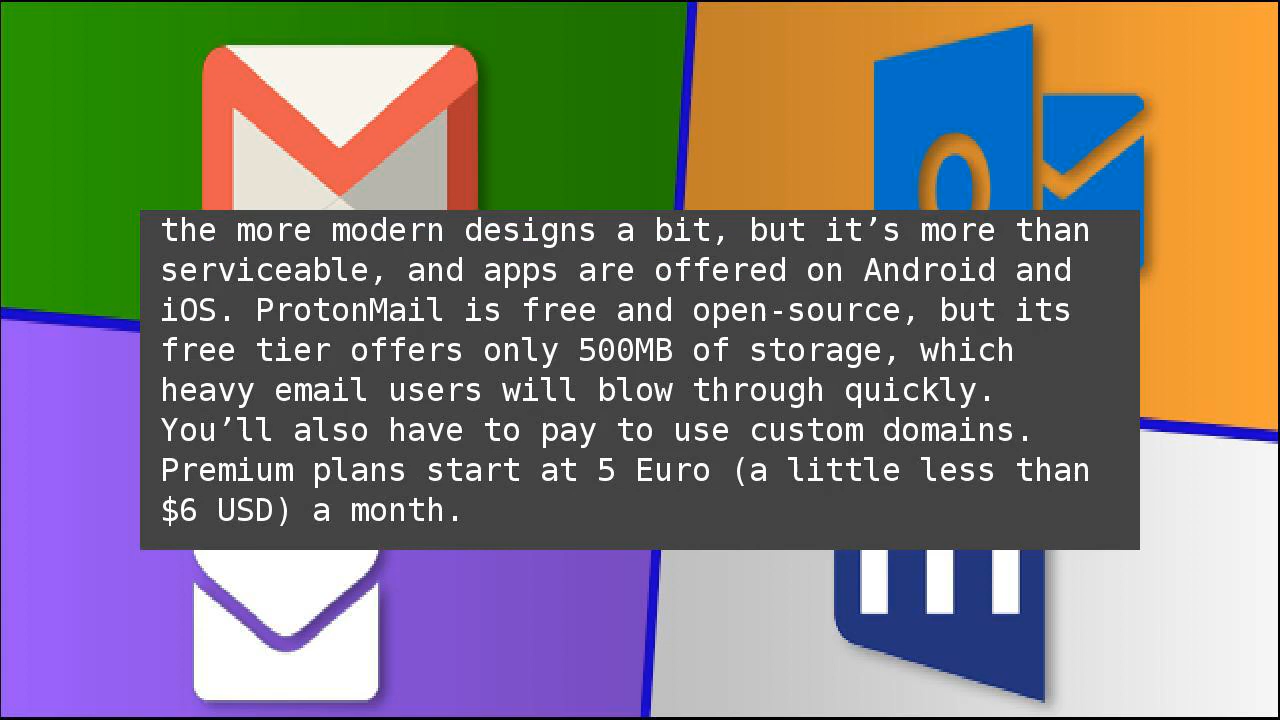 the more modern designs a bit, but it’s more than
serviceable, and apps are offered on Android and
iOS. ProtonMail is free and open-source, but its
free tier offers only 500MB of storage, which
heavy email users will blow through quickly.
You’ll also have to pay to use custom domains.
Premium plans start at 5 Euro (a little less than
$6 USD) a month.